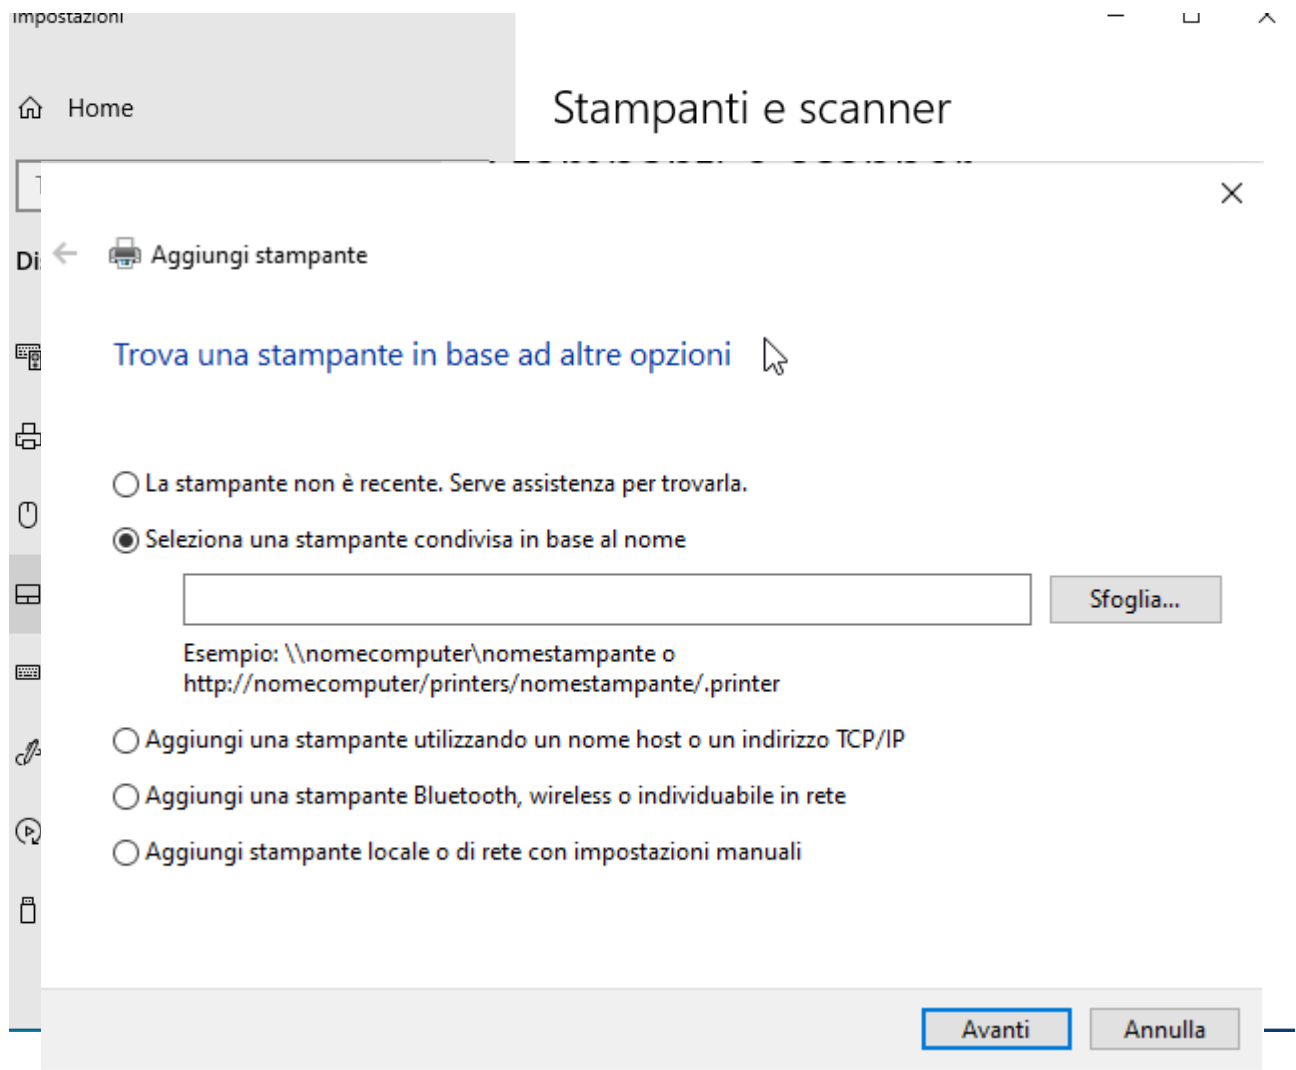 Impostazioni
Home
Stampanti e scanner
Aggiungi stampante
Trova una stampante in base ad altre opzioni
La stampante non è recente. Serve assistenza per trovarla.
Seleziona una stampante condivisa in base al nome
Sfoglia...
Esempio: \\nomecomputer\nomestampante o
http://nomecomputer/printers/nomestampante/.printer
Aggiungi una stampante utilizzando un nome host o un indirizzo TCP/IP
Aggiungi una stampante Bluetooth, wireless o individuabile in rete
Aggiungi stampante locale o di rete con impostazioni manuali
Avanti
Annulla